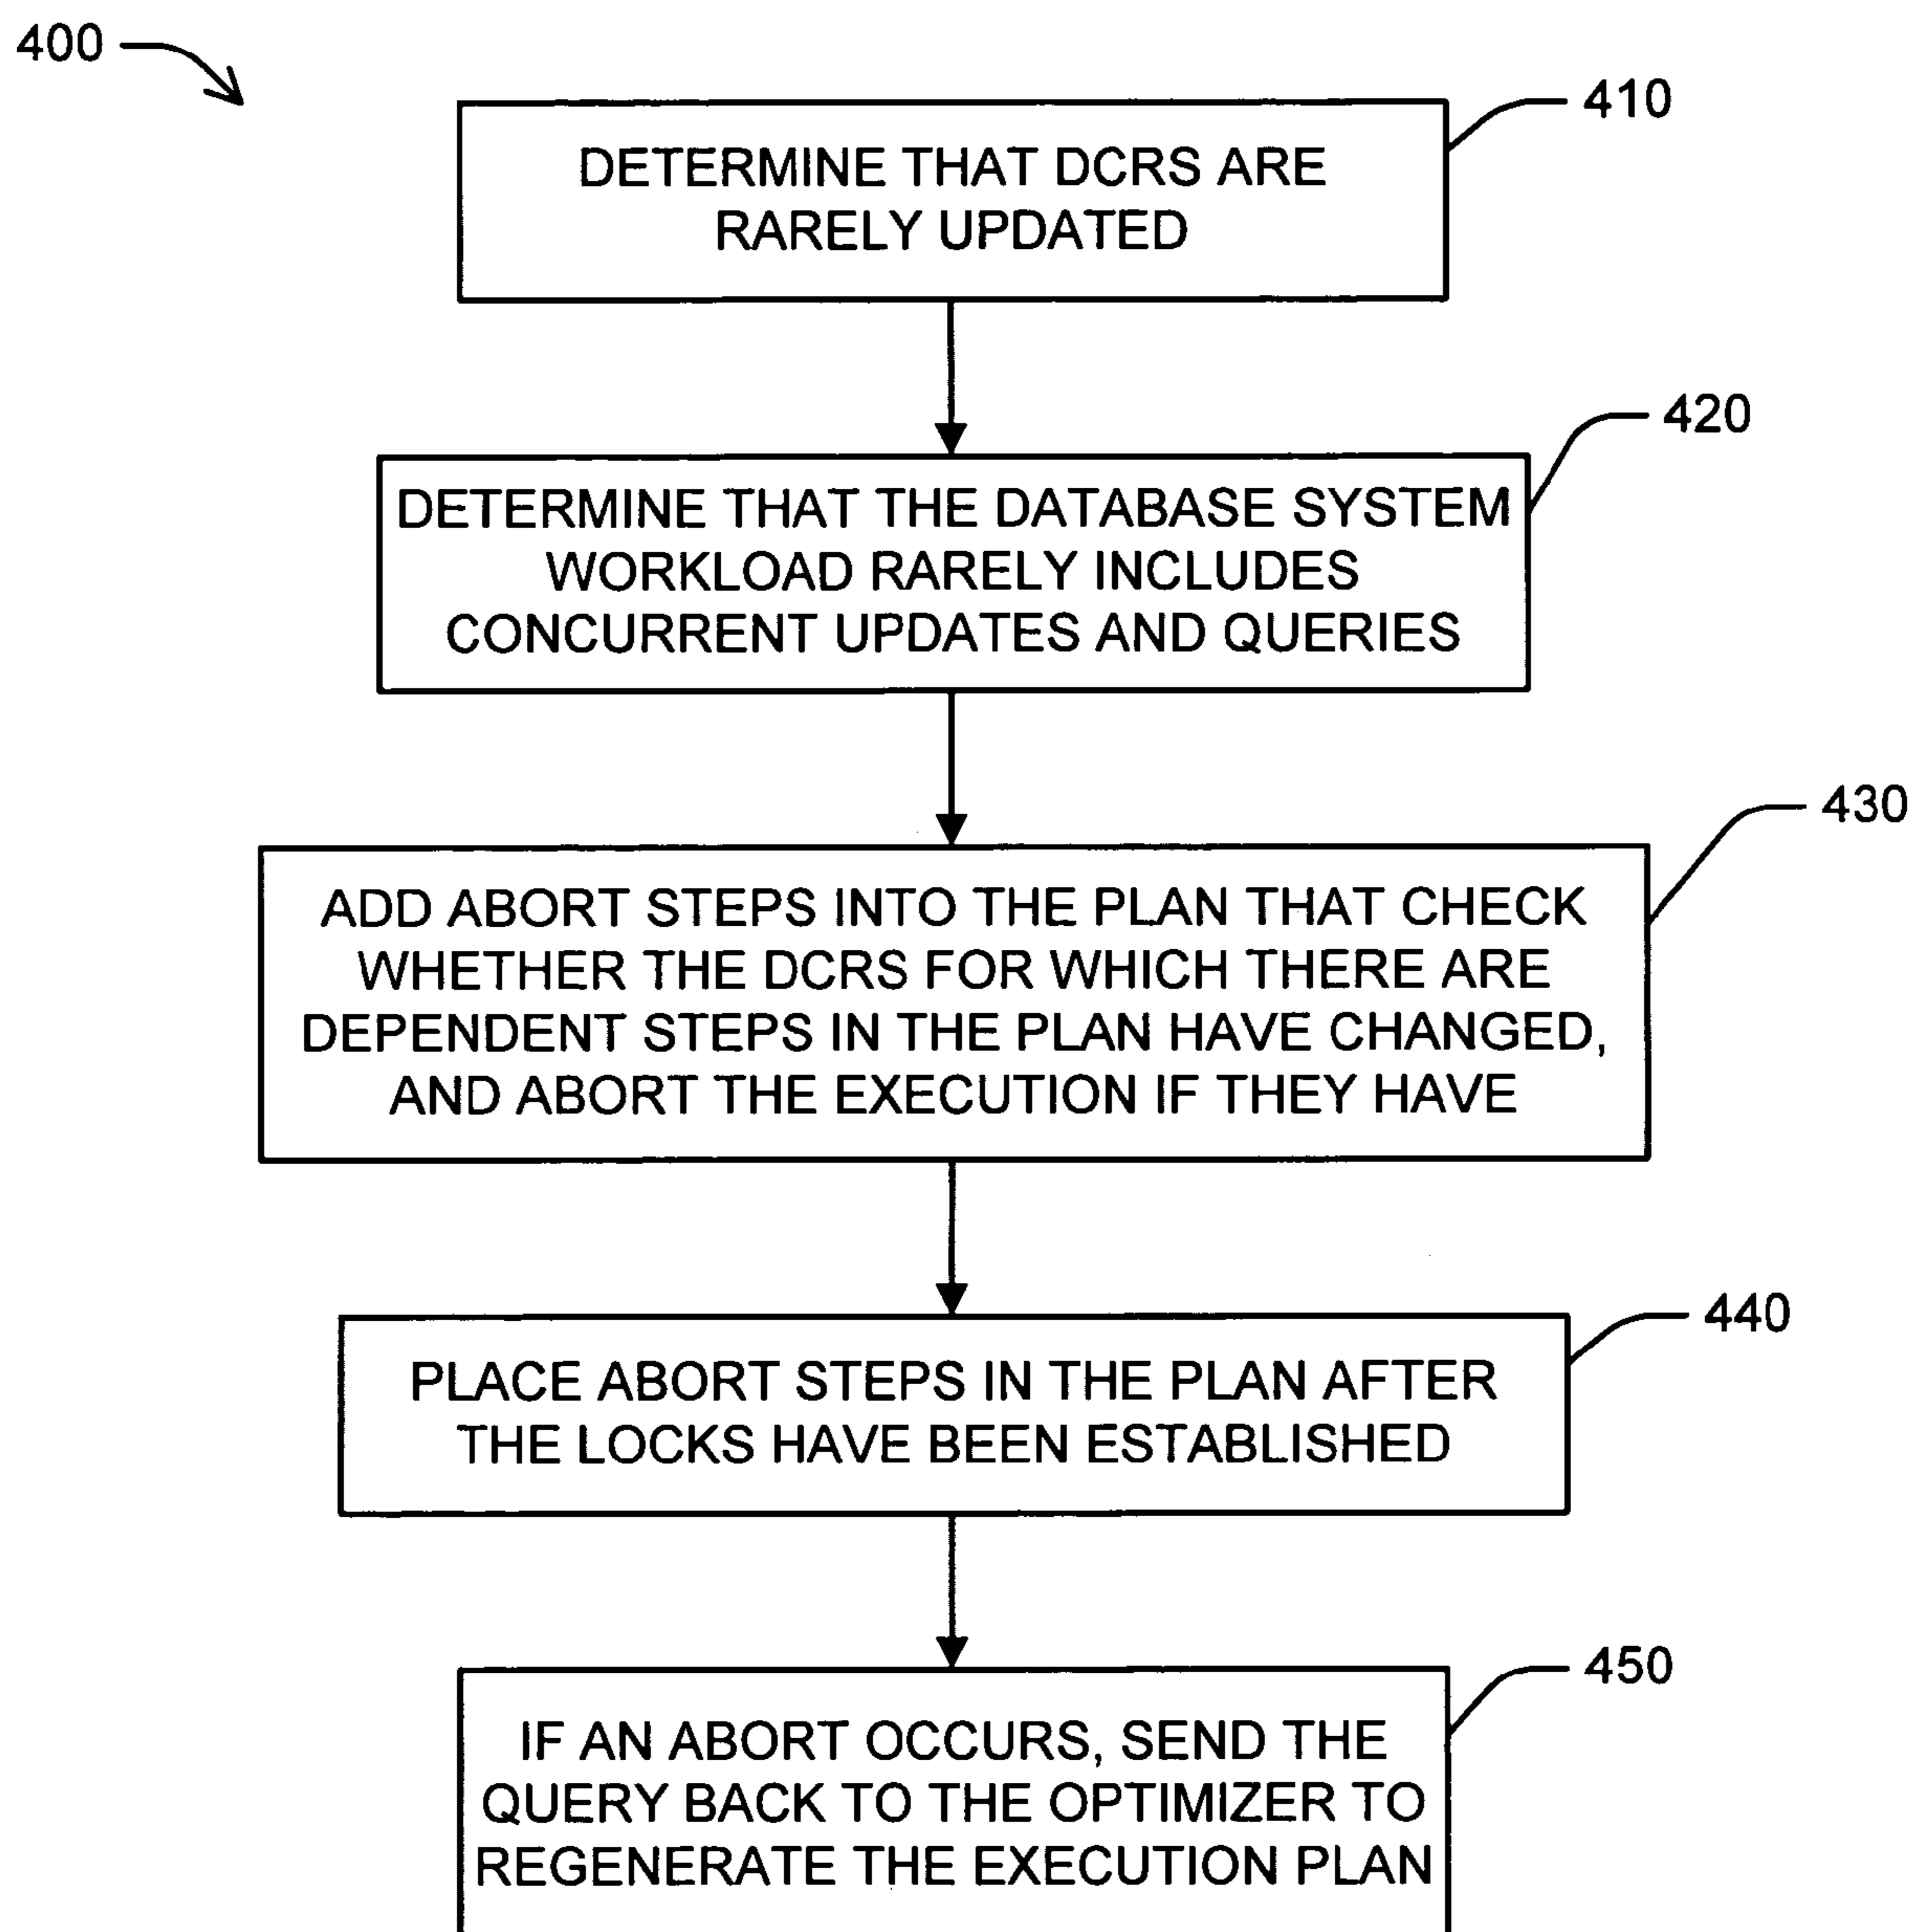 400
410
DETERMINE THAT DCRS ARE
RARELY UPDATED
420
DETERMINE THAT THE DATABASE SYSTEM
WORKLOAD RARELY INCLUDES
CONCURRENT UPDATES AND QUERIES
430
ADD ABORT STEPS INTO THE PLAN THAT CHECK
WHETHER THE DCRS FOR WHICH THERE ARE
DEPENDENT STEPS IN THE PLAN HAVE CHANGED,
AND ABORT THE EXECUTION IF THEY HAVE
440
PLACE ABORT STEPS IN THE PLAN AFTER
THE LOCKS HAVE BEEN ESTABLISHED
450
IF AN ABORT OCCURS, SEND THE
QUERY BACK TO THE OPTIMIZER TO
REGENERATE THE EXECUTION PLAN